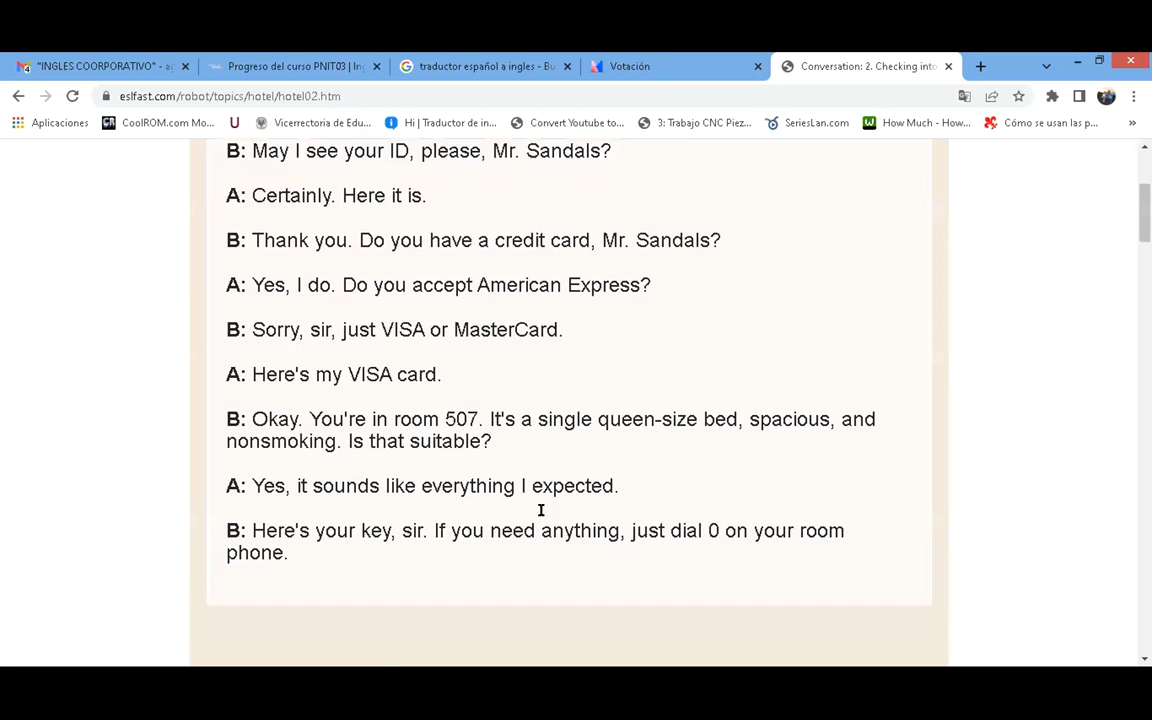 "INGLES COORPORATIVO" - ag
Progreso del curso PNIT03 | Ing
traductor español a ingles - Bu
Votación
Conversation: 2. Checking into
eslfast.com/robot/topics/hotel/hotel02.htm
Aplicaciones
CoolROM.com Mo...
Vicerrectoria de Edu...
Hi | Traductor de in...
Convert Youtube to...
3: Trabajo CNC Piez...
SeriesLan.com
How Much - How...
Cómo se usan las p...
B: May I see your ID, please, Mr. Sandals?
A: Certainly. Here it is.
B: Thank you. Do you have a credit card, Mr. Sandals?
A: Yes, I do. Do you accept American Express?
B: Sorry, sir, just VISA or MasterCard.
A: Here's my VISA card.
B: Okay. You're in room 507. It's a single queen-size bed, spacious, and
nonsmoking. Is that suitable?
A: Yes, it sounds like everything I expected.
B: Here's your key, sir. If you need anything, just dial 0 on your room
phone.